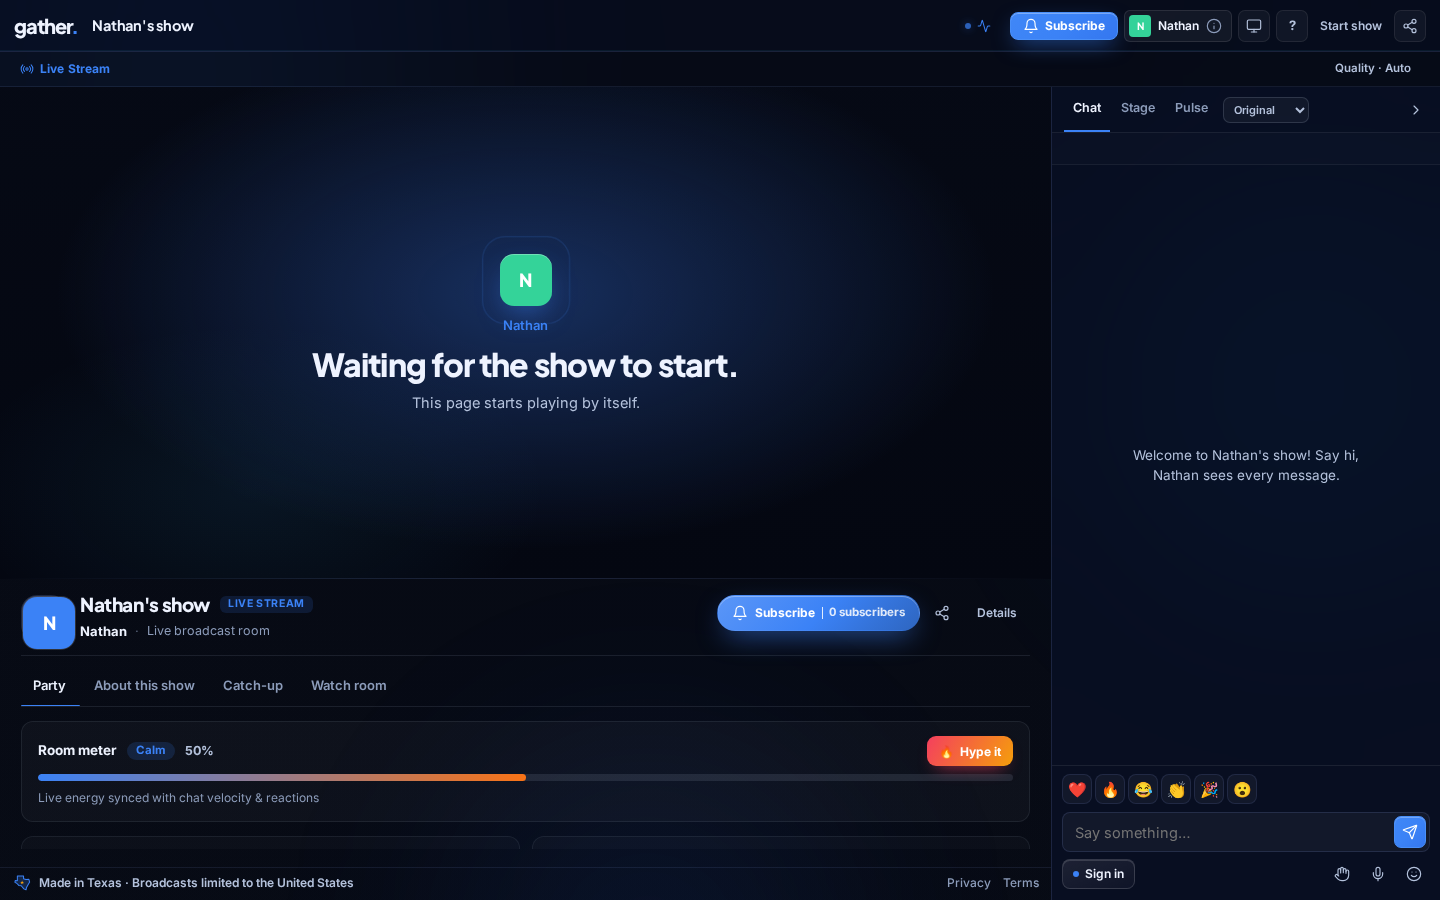 gather.
Nathan's show
Subscribe
N
Nathan
?
Start show
Live Stream
Quality · Auto
Chat
Stage
Pulse
Original
N
Nathan
Waiting for the show to start.
This page starts playing by itself.
Welcome to Nathan's show! Say hi,
Nathan sees every message.
N
Nathan's show
LIVE STREAM
Nathan · Live broadcast room
Subscribe | 0 subscribers
Details
Party
About this show
Catch-up
Watch room
Room meter
Calm
50%
🔥 Hype it
Live energy synced with chat velocity & reactions
Say something...
Sign in
Made in Texas · Broadcasts limited to the United States
Privacy
Terms